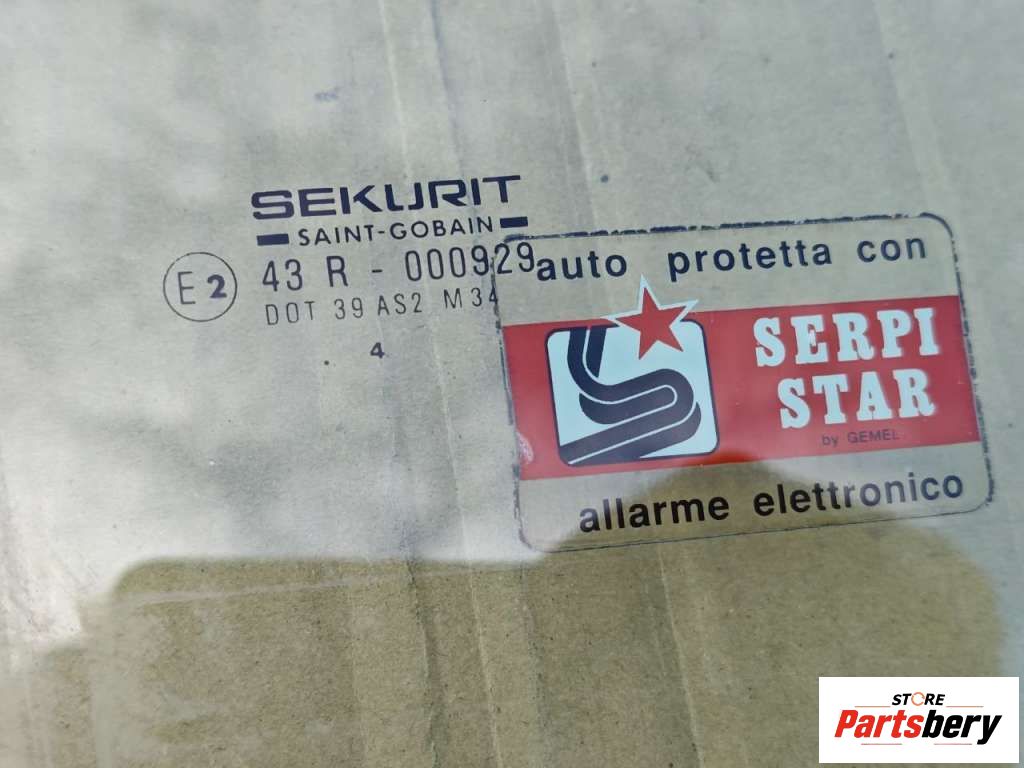 SEKURIT
SAINT-GOBAIN
E2 43 R - 000929
DOT 39 AS2 M34
. 4
auto protetta con
SERPI
STAR
by GEMEL
allarme elettronico
STORE
Partsbery